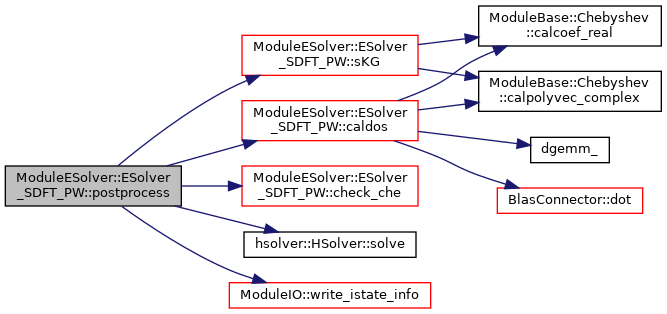 ModuleESolver::ESolver
_SDFT_PW::postprocess
ModuleESolver::ESolver
_SDFT_PW::sKG
ModuleESolver::ESolver
_SDFT_PW::caldos
ModuleESolver::ESolver
_SDFT_PW::check_che
hsolver::HSolver::solve
ModuleIO::write_istate_info
ModuleBase::Chebyshev
::calcoef_real
ModuleBase::Chebyshev
::calpolyvec_complex
dgemm_
BlasConnector::dot